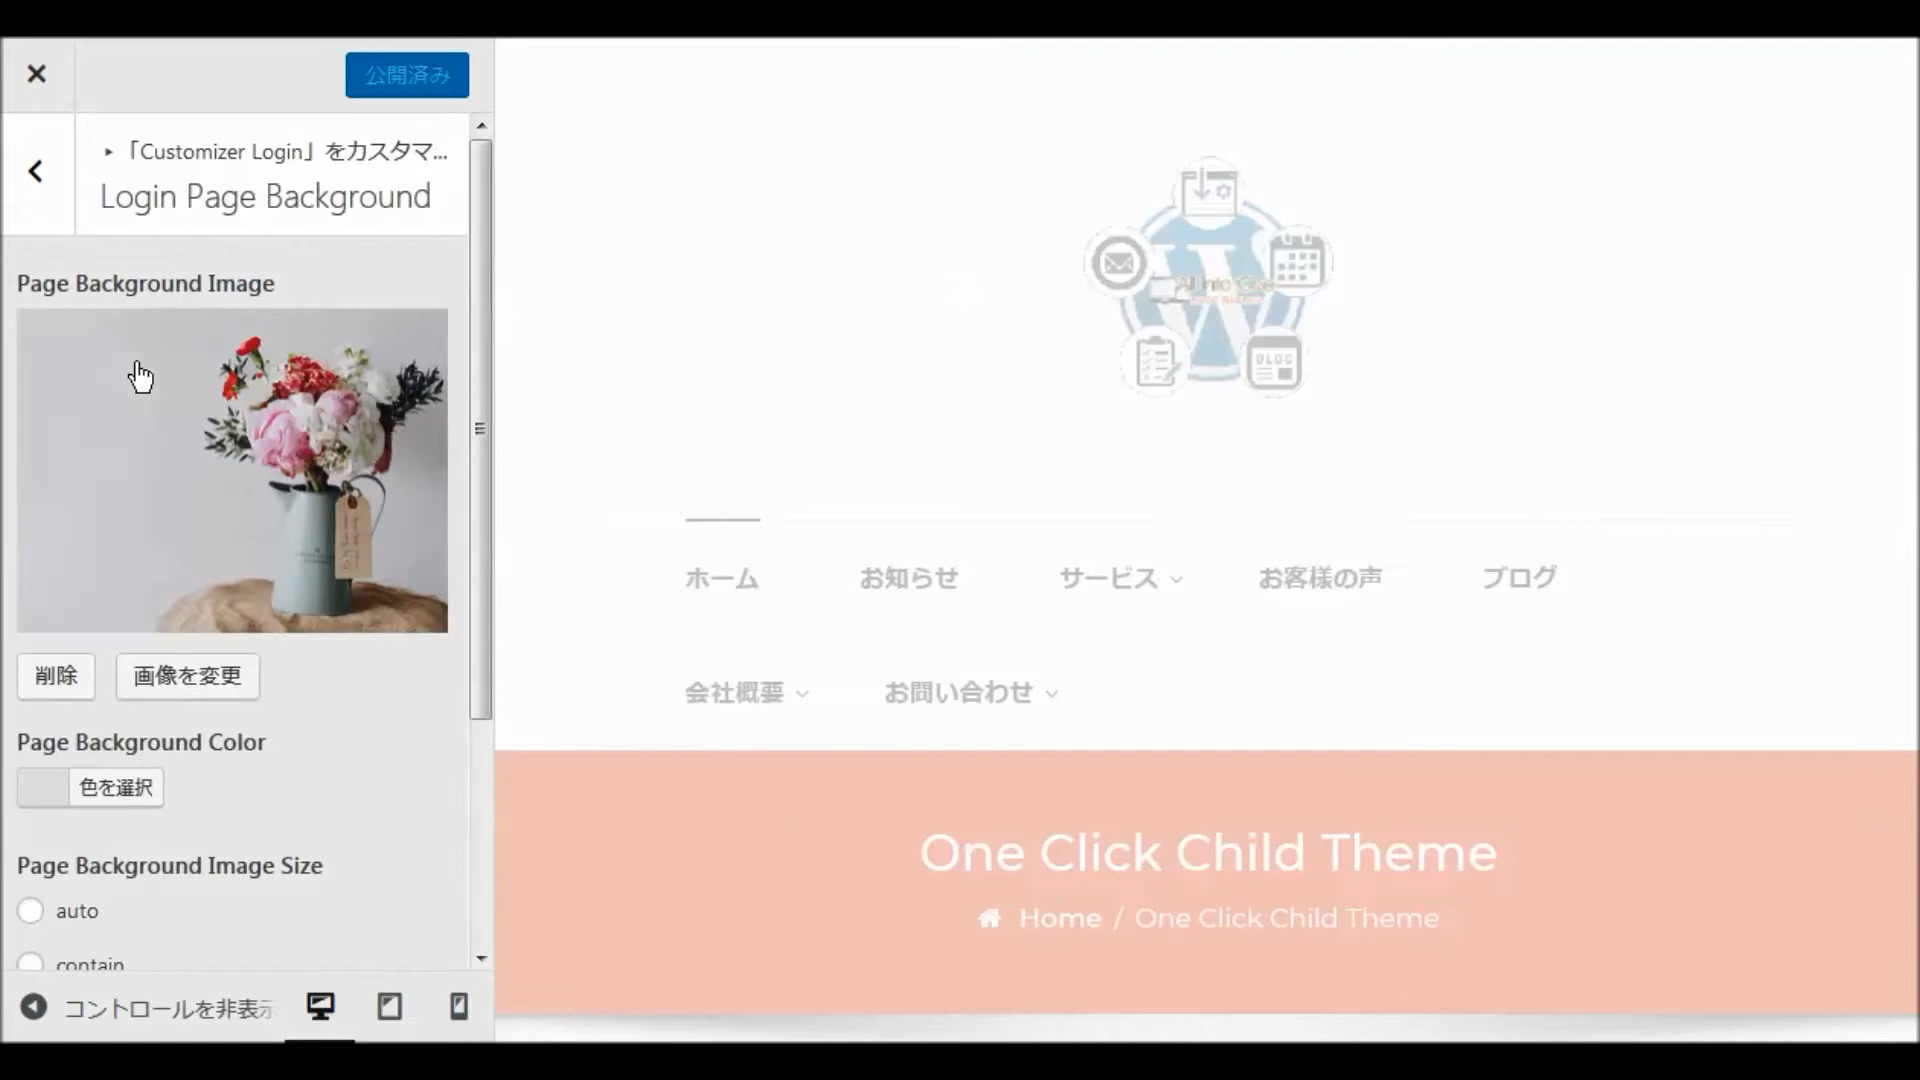 公開済み
▸「Customizer Login」をカスタマ...
Login Page Background
Page Background Image
削除
画像を変更
Page Background Color
色を選択
Page Background Image Size
auto
contain
コントロールを非表示
W
All into One
BLOG
ホーム
お知らせ
サービス
お客様の声
ブログ
会社概要
お問い合わせ
One Click Child Theme
Home / One Click Child Theme